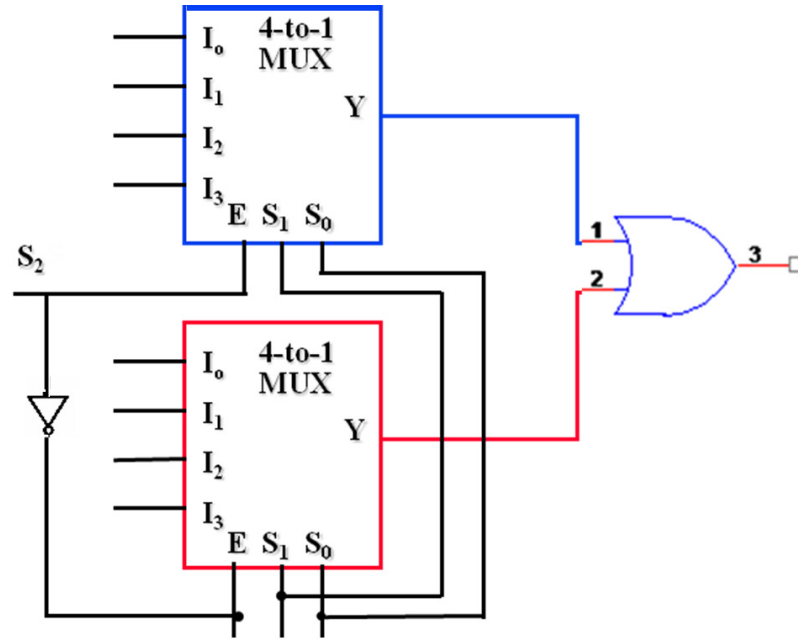 I₀ 4-to-1
MUX
I₁
Y
I₂
I₃
E S₁ S₀
S₂
1
3
2
I₀ 4-to-1
MUX
I₁
Y
I₂
I₃
E S₁ S₀